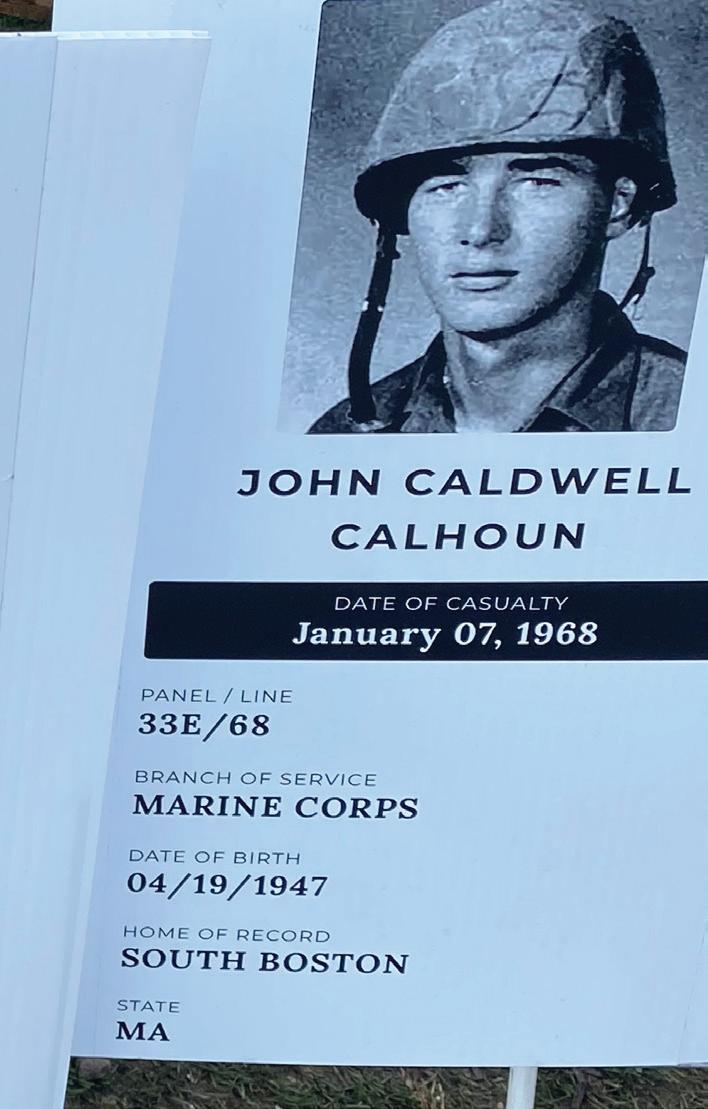 JOHN CALDWELL
CALHOUN
DATE OF CASUALTY
January 07, 1968
PANEL / LINE
33E/68
BRANCH OF SERVICE
MARINE CORPS
DATE OF BIRTH
04/19/1947
HOME OF RECORD
SOUTH BOSTON
STATE
MA